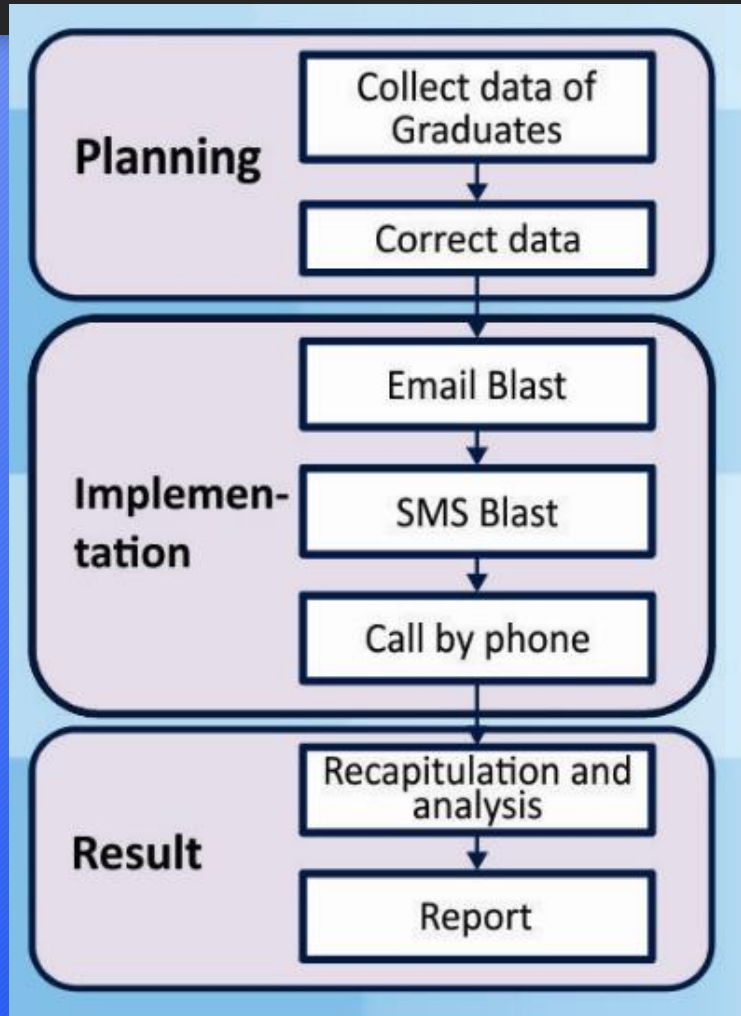 Planning
Collect data of
Graduates
Correct data
Implemen-
tation
Email Blast
SMS Blast
Call by phone
Result
Recapitulation and
analysis
Report